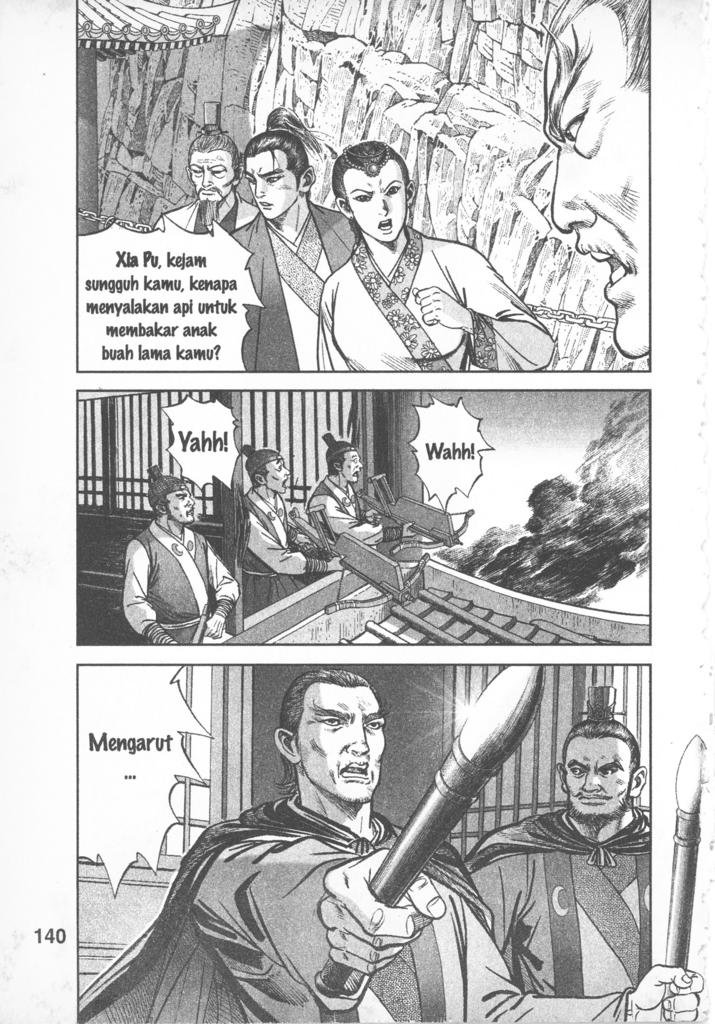 Xia Pu, kejam
sungguh kamu, kenapa
menyalakan api untuk
membakar anak
buah lama kamu?
Yahh!
Wahh!
Mengarut
...
140